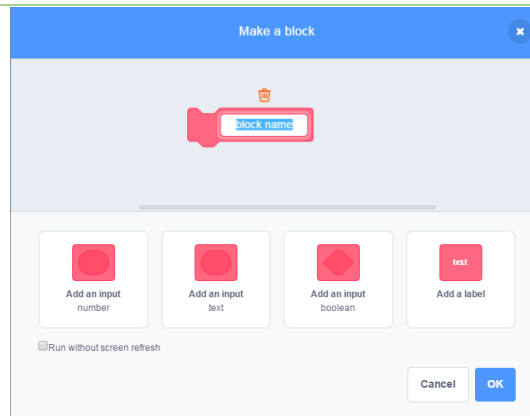 Make a block
block name
text
Add an input
number
Add an input
text
Add an input
boolean
Add a label
Run without screen refresh
Cancel
OK